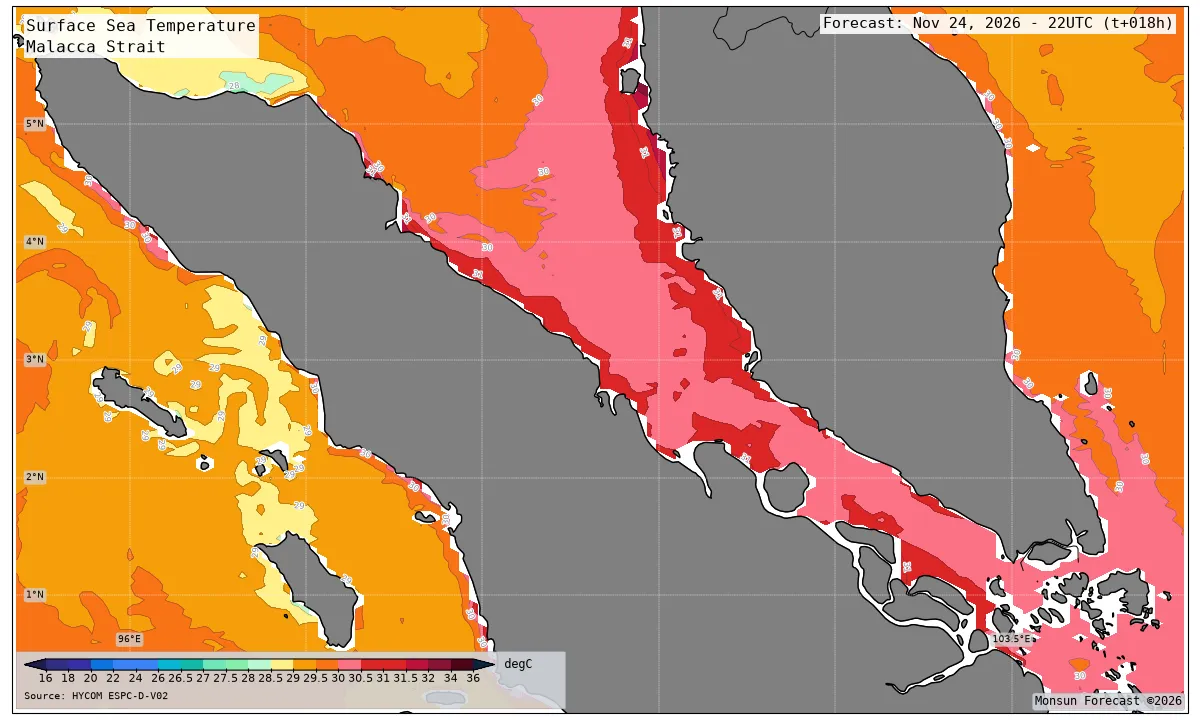 Surface Sea Temperature
Malacca Strait
Forecast: Nov 24, 2026 - 22UTC (t+018h)
5°N
4°N
3°N
2°N
1°N
96°E
103.5°E
degC
16 18 20 22 24 26 26.5 27 27.5 28 28.5 29 29.5 30 30.5 31 31.5 32 34 36
Source: HYCOM ESPC-D-V02
Monsun Forecast ©2026